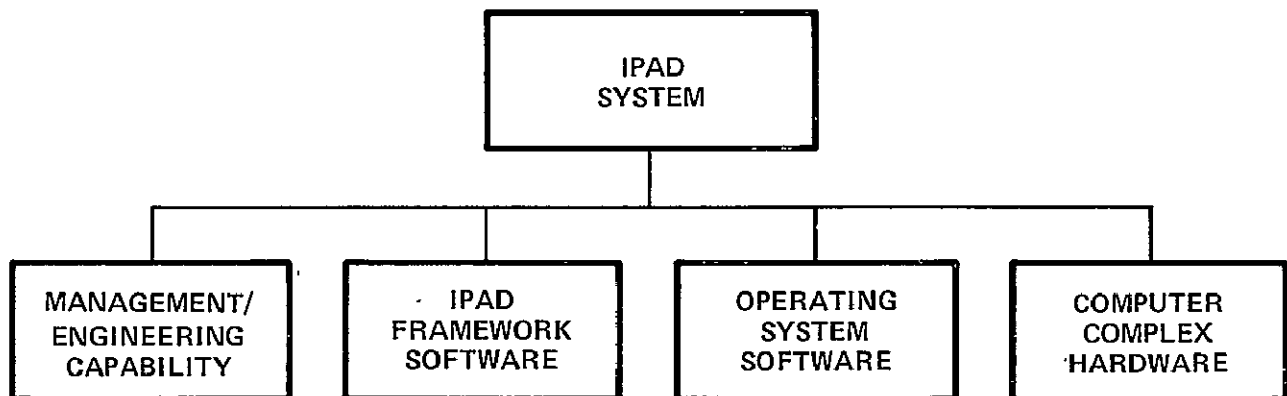 IPAD
SYSTEM
MANAGEMENT/
ENGINEERING
CAPABILITY
IPAD
FRAMEWORK
SOFTWARE
OPERATING
SYSTEM
SOFTWARE
COMPUTER
COMPLEX
HARDWARE